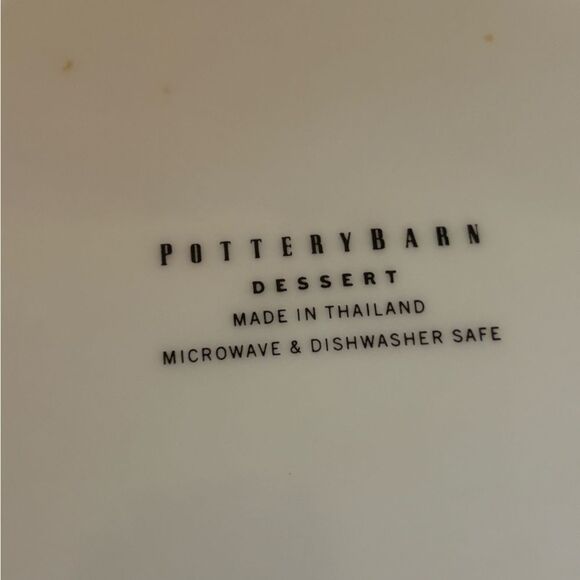 POTTERYBARN
DESSERT
MADE IN THAILAND
MICROWAVE & DISHWASHER SAFE